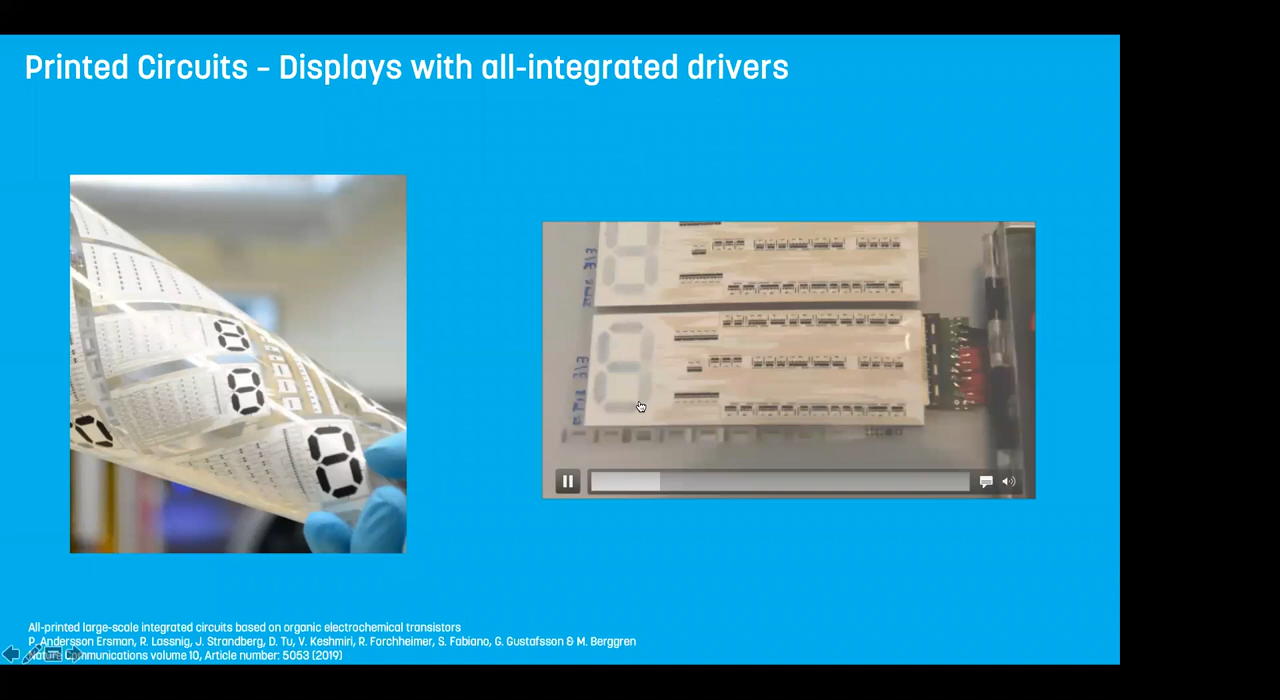 Printed Circuits – Displays with all-integrated drivers
All-printed large-scale integrated circuits based on organic electrochemical transistors
P. Andersson Ersman, R. Lassnig, J. Strandberg, D. Tu, V. Keshmiri, R. Forchheimer, S. Fabiano, G. Gustafsson & M. Berggren
Nature Communications volume 10, Article number: 5053 (2019)